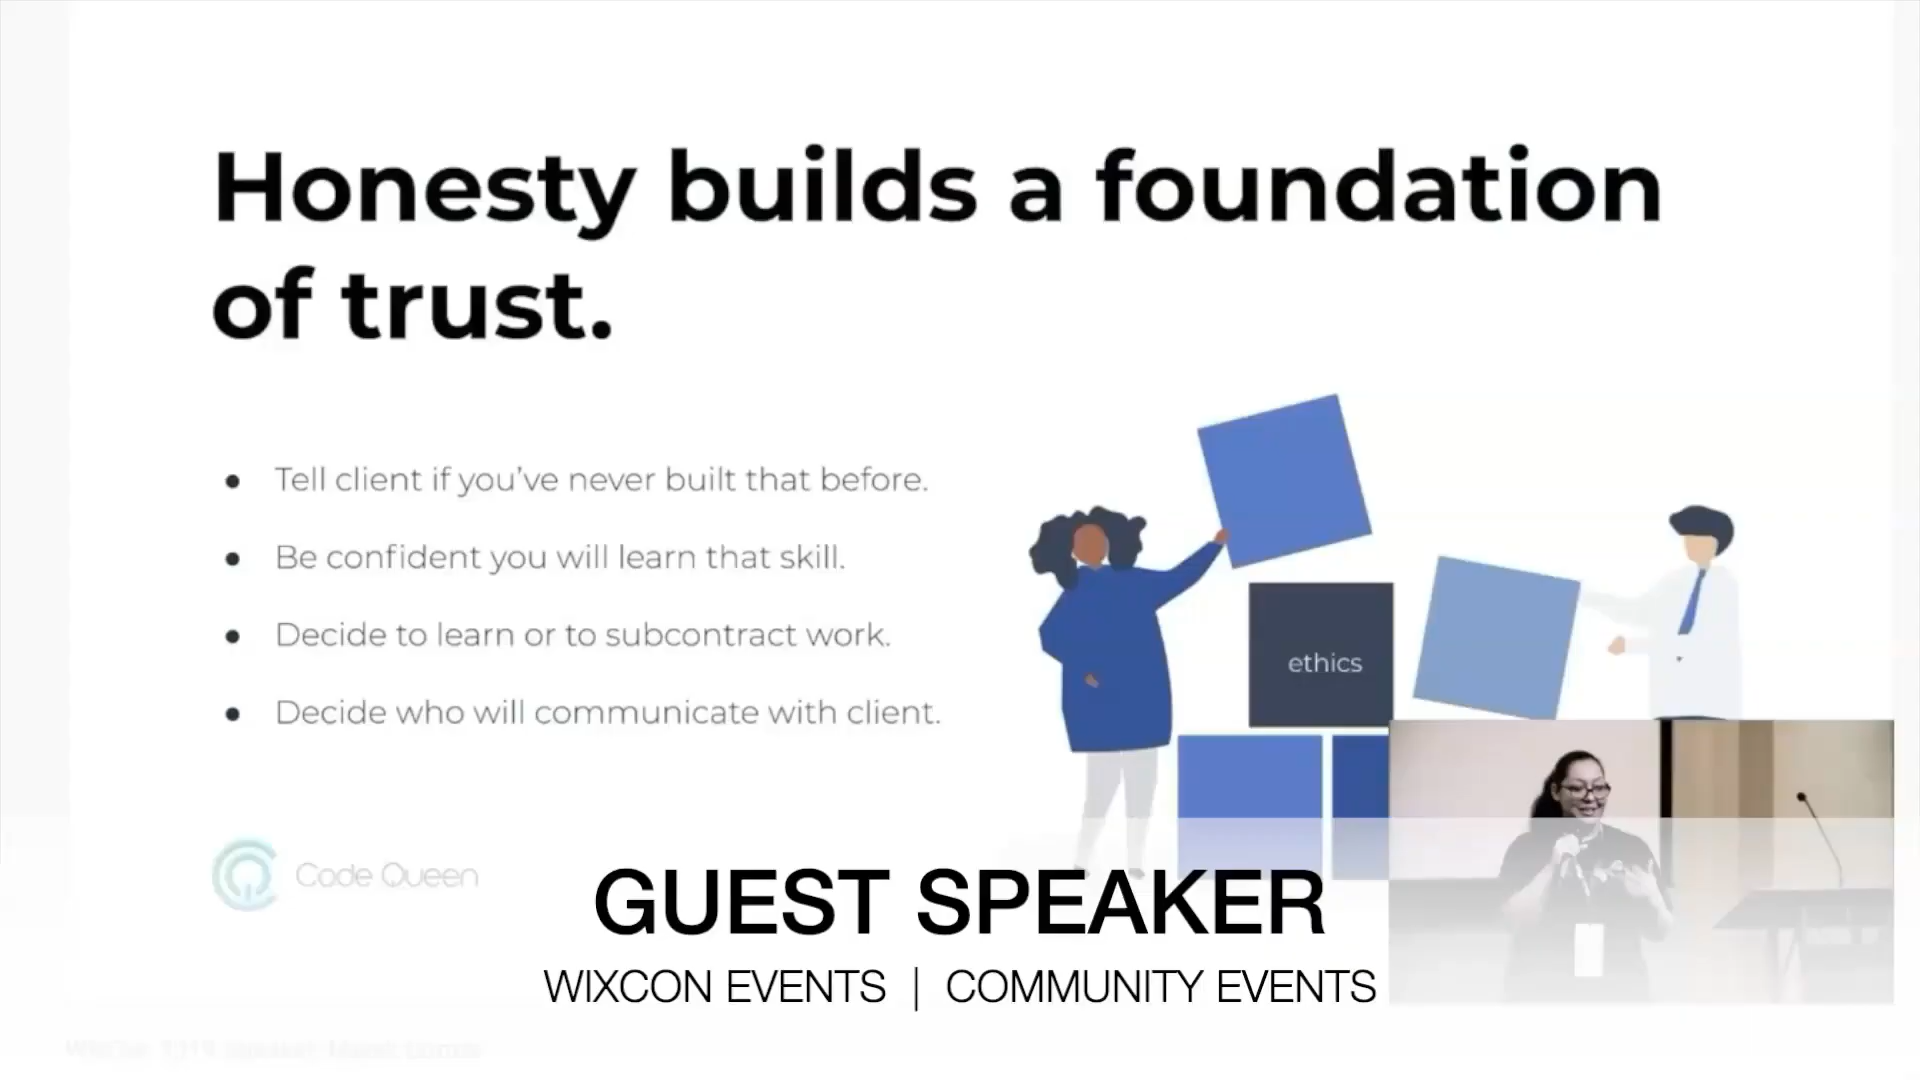 Honesty builds a foundation
of trust.
● Tell client if you’ve never built that before.
● Be confident you will learn that skill.
● Decide to learn or to subcontract work.
● Decide who will communicate with client.
ethics
Code Queen
GUEST SPEAKER
WIXCON EVENTS | COMMUNITY EVENTS